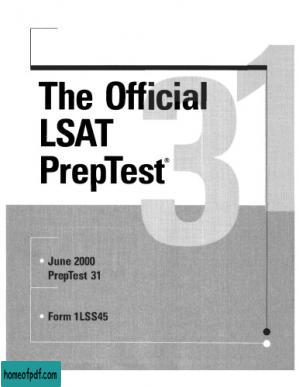 31
The Official
LSAT
PrepTest®
• June 2000
PrepTest 31
• Form 1LSS45
homeofpdf.com